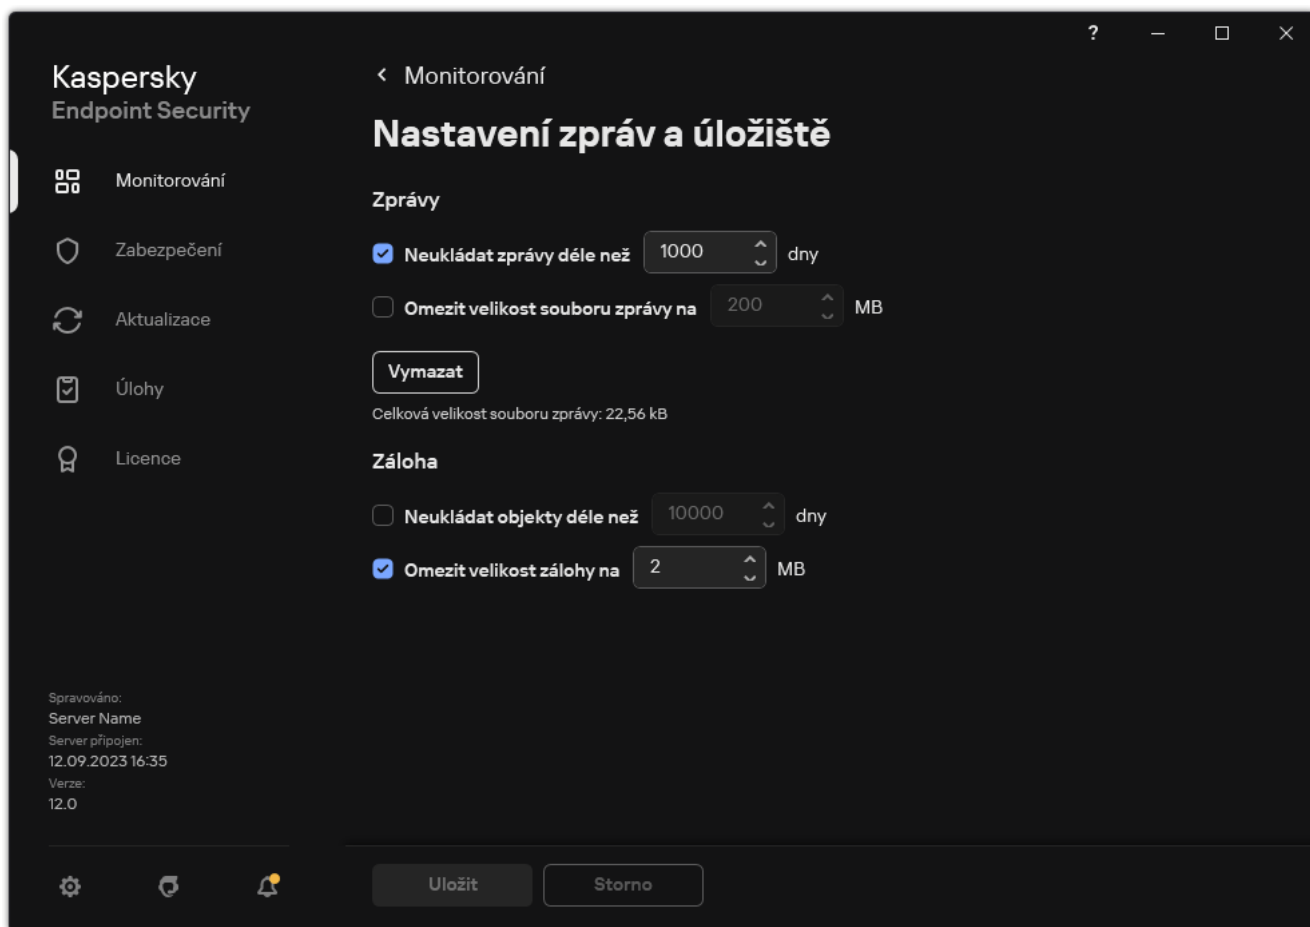 ?
Kaspersky
Endpoint Security
Monitorování
Zabezpečení
Aktualizace
Úlohy
Licence
Spravováno:
Server Name
Server připojen:
12.09.2023 16:35
Verze:
12.0
Monitorování
Nastavení zpráv a úložiště
Zprávy
Neukládat zprávy déle než 1000 dny
Omezit velikost souboru zprávy na 200 MB
Vymazat
Celková velikost souboru zprávy: 22,56 kB
Záloha
Neukládat objekty déle než 10000 dny
Omezit velikost zálohy na 2 MB
Uložit Storno